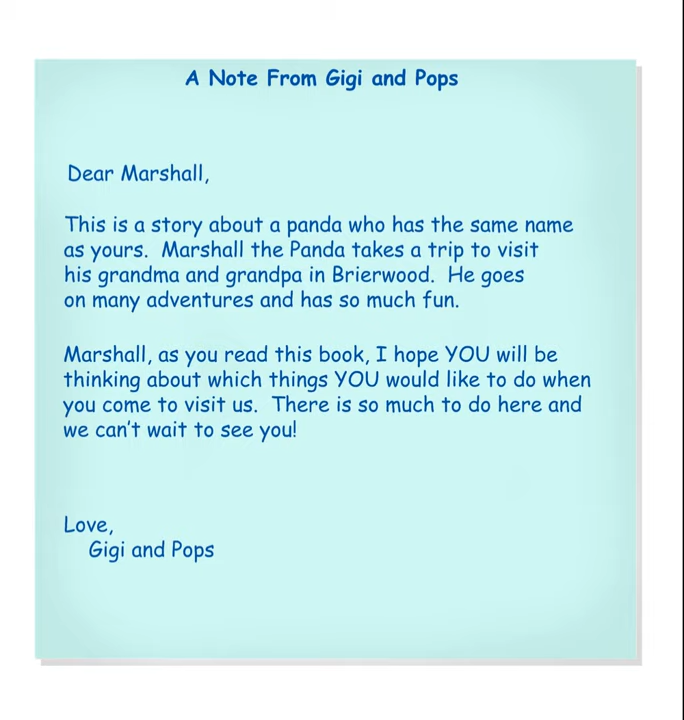 A Note From Gigi and Pops
Dear Marshall,
This is a story about a panda who has the same name
as yours.  Marshall the Panda takes a trip to visit
his grandma and grandpa in Brierwood.  He goes
on many adventures and has so much fun.
Marshall, as you read this book, I hope YOU will be
thinking about which things YOU would like to do when
you come to visit us.  There is so much to do here and
we can't wait to see you!
Love,
Gigi and Pops